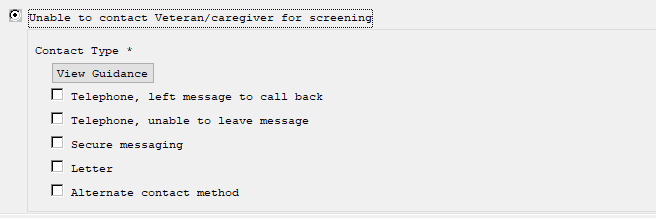 Unable to contact Veteran/caregiver for screening
Contact Type *
View Guidance
Telephone, left message to call back
Telephone, unable to leave message
Secure messaging
Letter
Alternate contact method